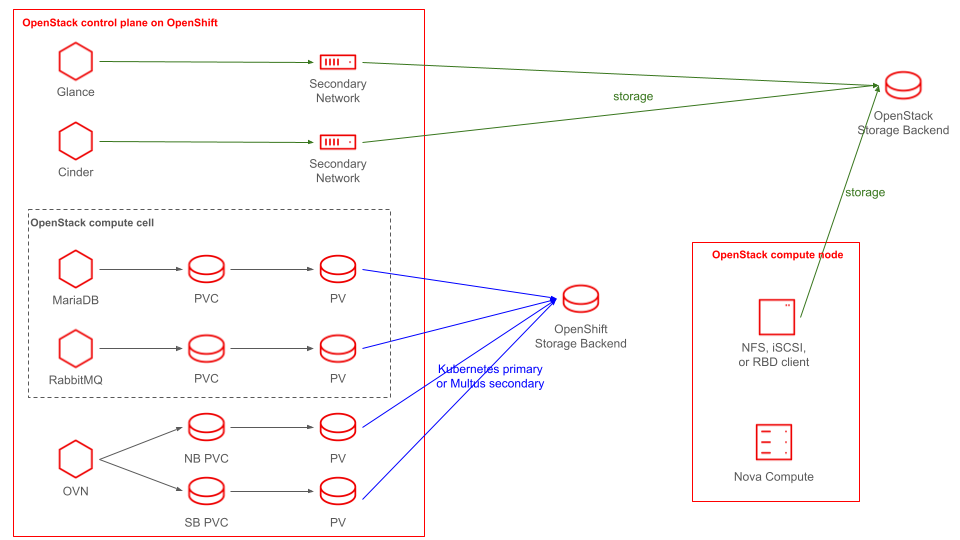 OpenStack control plane on OpenShift
Glance
Secondary
Network
storage
OpenStack
Storage Backend
Cinder
Secondary
Network
storage
OpenStack compute cell
OpenStack compute node
MariaDB
PVC
PV
OpenShift
Storage Backend
NFS, iSCSI,
or RBD client
RabbitMQ
PVC
PV
Kubernetes primary
or Multus secondary
OVN
NB PVC
PV
Nova Compute
SB PVC
PV